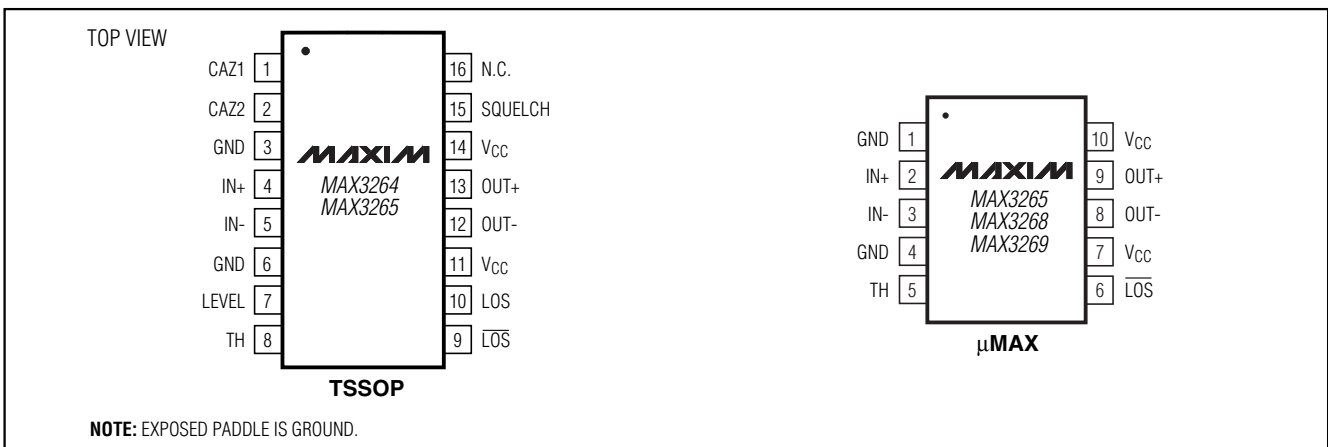 TOP VIEW
CAZ1 1
CAZ2 2
GND 3
IN+ 4
IN- 5
GND 6
LEVEL 7
TH 8
MAXIM
MAX3264
MAX3265
16 N.C.
15 SQUELCH
14 VCC
13 OUT+
12 OUT-
11 VCC
10 LOS
9 L̅O̅S̅
TSSOP
GND 1
IN+ 2
IN- 3
GND 4
TH 5
MAXIM
MAX3265
MAX3268
MAX3269
10 VCC
9 OUT+
8 OUT-
7 VCC
6 L̅O̅S̅
μMAX
NOTE: EXPOSED PADDLE IS GROUND.